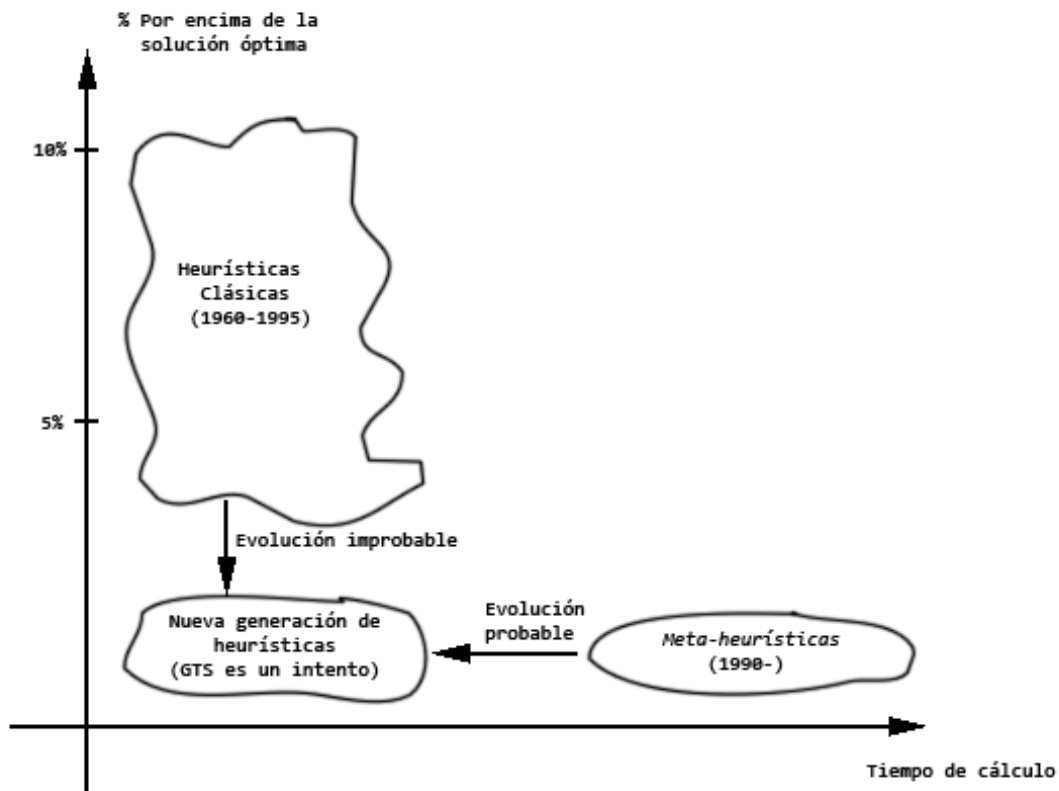 % Por encima de la
solución óptima
10%
Heurísticas
Clásicas
(1960-1995)
5%
Evolución improbable
Nueva generación de
heurísticas
(GTS es un intento)
Evolución
probable
Meta-heurísticas
(1990-)
Tiempo de cálculo